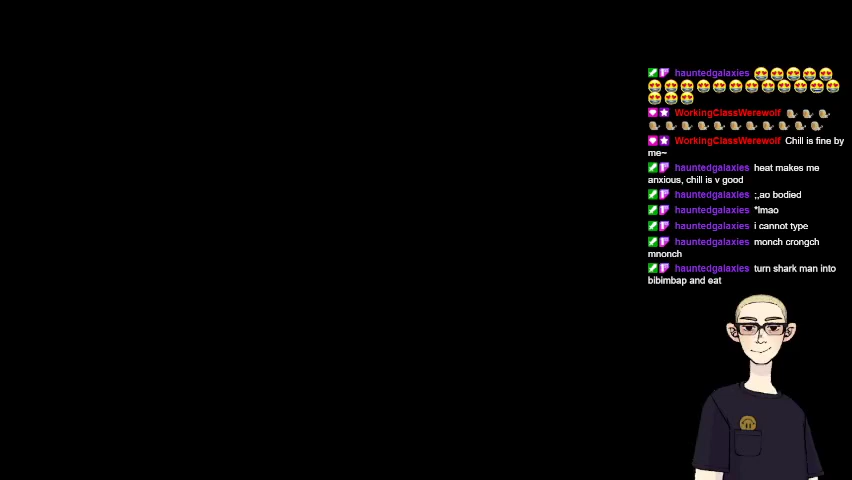 hauntedgalaxies
WorkingClassWerewolf
WorkingClassWerewolf Chill is fine by
me~
hauntedgalaxies heat makes me
anxious, chill is v good
hauntedgalaxies ;,ao bodied
hauntedgalaxies *lmao
hauntedgalaxies i cannot type
hauntedgalaxies monch crongch
mnonch
hauntedgalaxies turn shark man into
bibimbap and eat